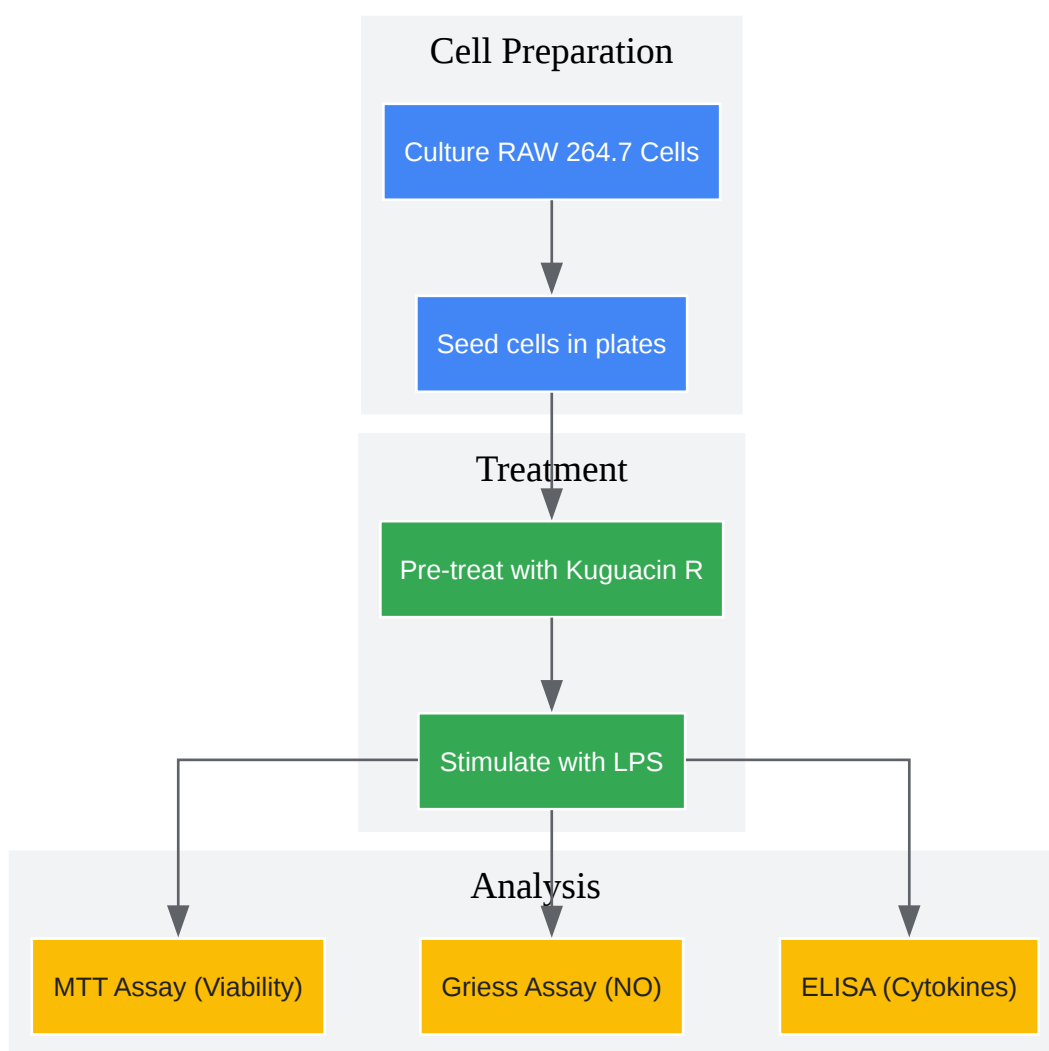 Cell Preparation
Culture RAW 264.7 Cells
Seed cells in plates
Treatment
Pre-treat with Kuguacin R
Stimulate with LPS
Analysis
MTT Assay (Viability)
Griess Assay (NO)
ELISA (Cytokines)